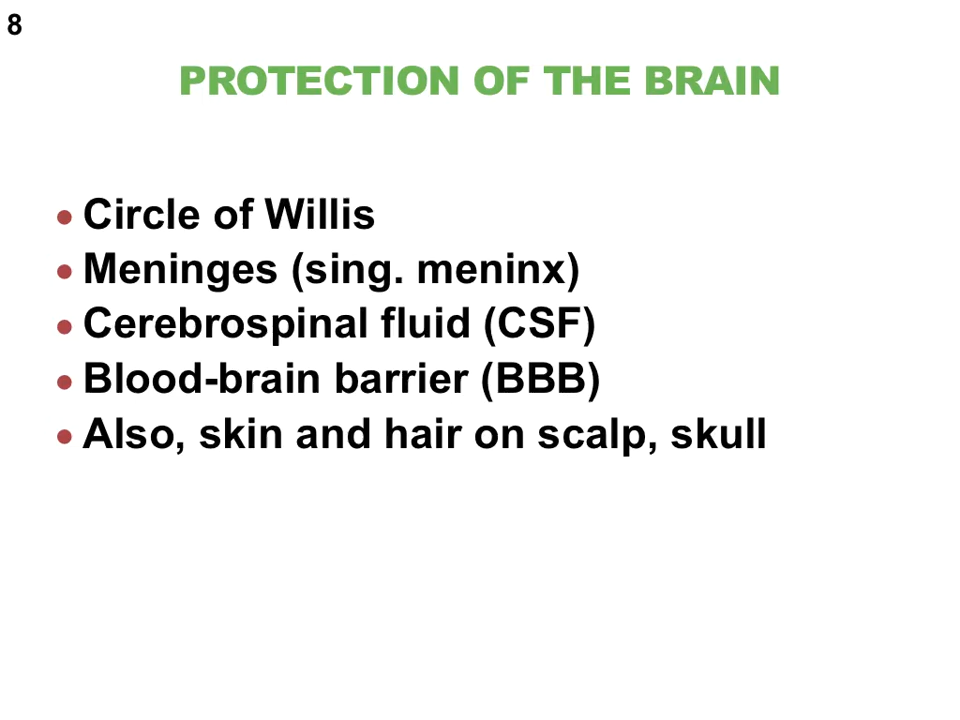 8
PROTECTION OF THE BRAIN
• Circle of Willis
• Meninges (sing. meninx)
• Cerebrospinal fluid (CSF)
• Blood-brain barrier (BBB)
• Also, skin and hair on scalp, skull